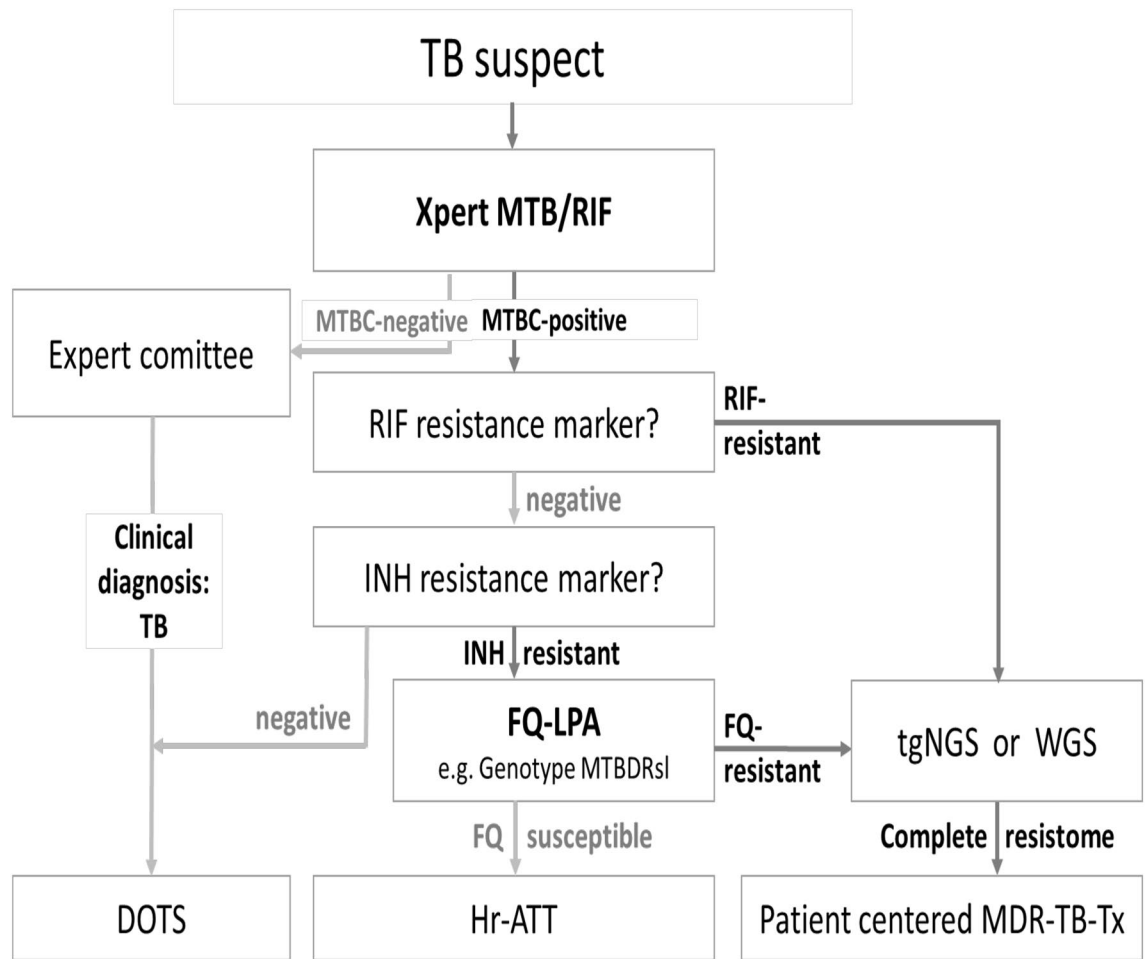 TB suspect
Xpert MTB/RIF
MTBC-negative MTBC-positive
Expert comittee
RIF resistance marker?
RIF-
resistant
negative
Clinical
diagnosis:
TB
INH resistance marker?
INH resistant
negative
FQ-LPA
e.g. Genotype MTBDRsl
FQ-
resistant
tgNGS or WGS
FQ susceptible
Complete resistome
DOTS
Hr-ATT
Patient centered MDR-TB-Tx